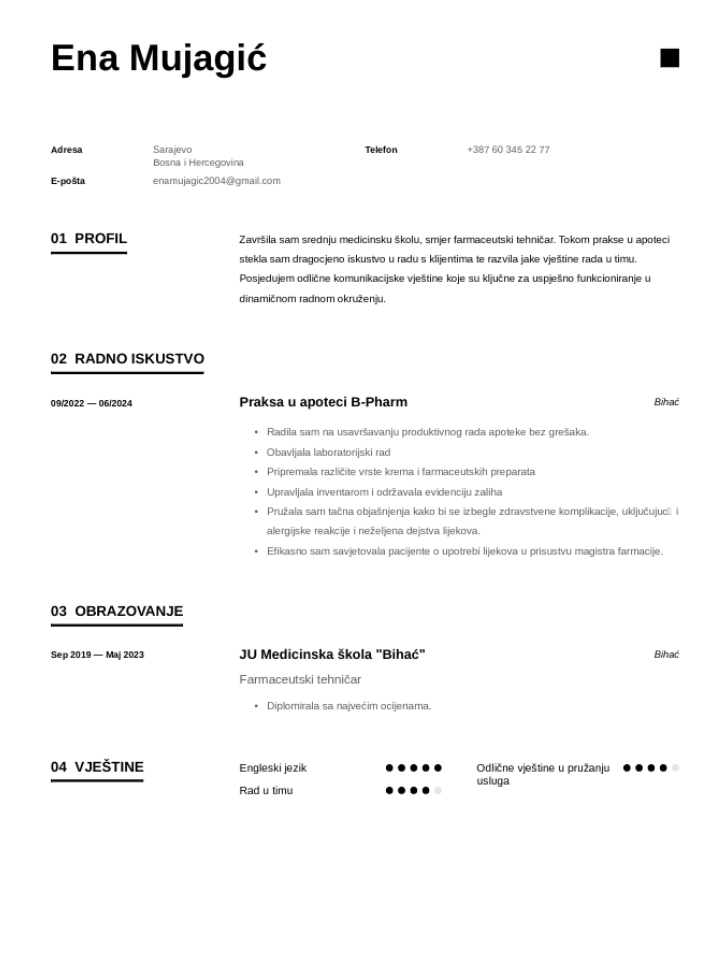 Ena Mujagić
Adresa
Sarajevo
Bosna i Hercegovina
Telefon
+387 60 345 22 77
E-pošta
enamujagic2004@gmail.com
01 PROFIL
Završila sam srednju medicinsku školu, smjer farmaceutski tehničar. Tokom prakse u apoteci
stekla sam dragocjeno iskustvo u radu s klijentima te razvila jake vještine rada u timu.
Posjedujem odlične komunikacijske vještine koje su ključne za uspješno funkcioniranje u
dinamičnom radnom okruženju.
02 RADNO ISKUSTVO
09/2022 — 06/2024
Praksa u apoteci B-Pharm
Bihać
• Radila sam na usavršavanju produktivnog rada apoteke bez grešaka.
• Obavljala laboratorijski rad
• Pripremala različite vrste krema i farmaceutskih preparata
• Upravljala inventarom i održavala evidenciju zaliha
• Pružala sam tačna objašnjenja kako bi se izbegle zdravstvene komplikacije, uključujuc i
alergijske reakcije i neželjena dejstva lijekova.
• Efikasno sam savjetovala pacijente o upotrebi lijekova u prisustvu magistra farmacije.
03 OBRAZOVANJE
Sep 2019 — Maj 2023
JU Medicinska škola "Bihać"
Bihać
Farmaceutski tehničar
• Diplomirala sa najvećim ocijenama.
04 VJEŠTINE
Engleski jezik
Odlične vještine u pružanju
usluga
Rad u timu